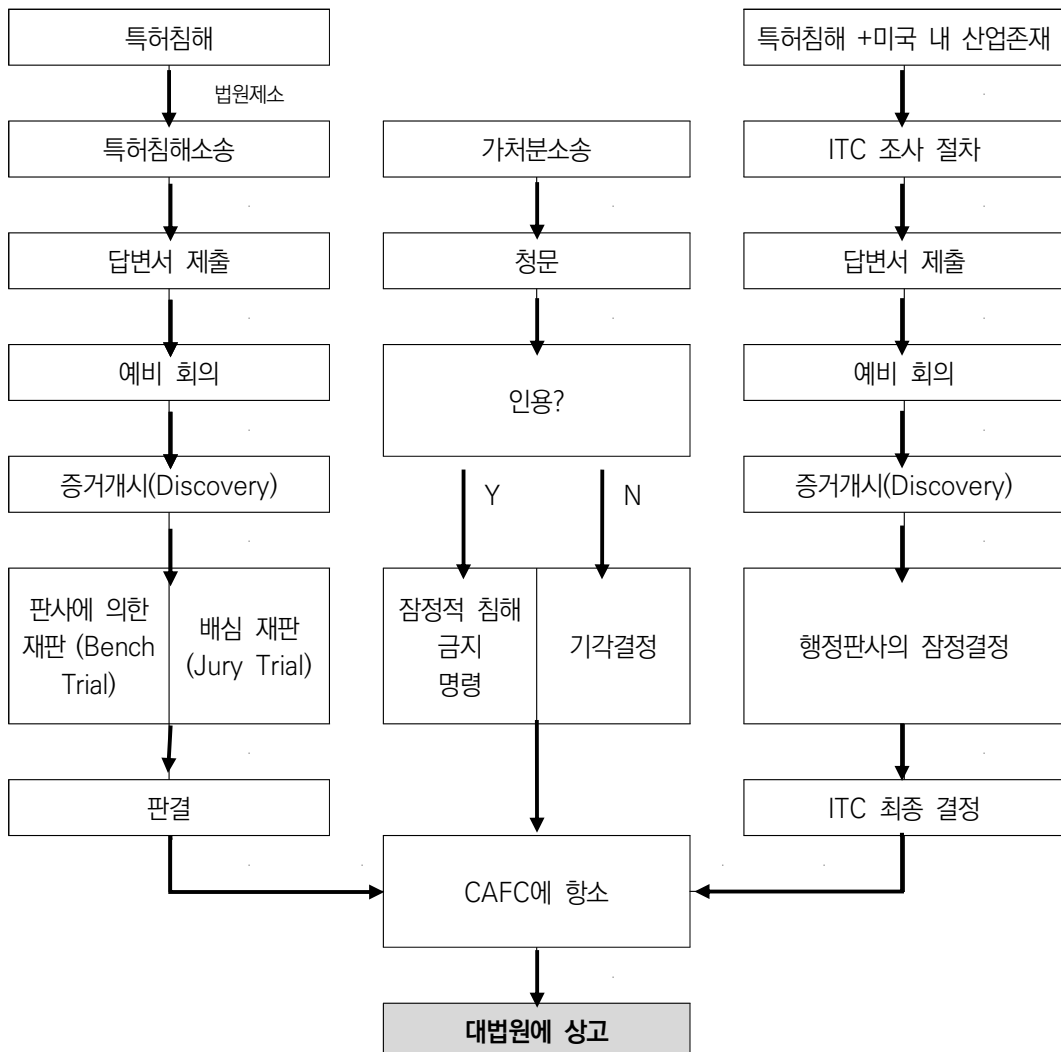 특허침해
특허침해 +미국 내 산업존재
법원제소
특허침해소송
가처분소송
ITC 조사 절차
답변서 제출
청문
답변서 제출
예비 회의
인용?
예비 회의
증거개시(Discovery)
Y
N
증거개시(Discovery)
판사에 의한
재판 (Bench
Trial)
배심 재판
(Jury Trial)
잠정적 침해
금지
명령
기각결정
행정판사의 잠정결정
판결
ITC 최종 결정
CAFC에 항소
대법원에 상고